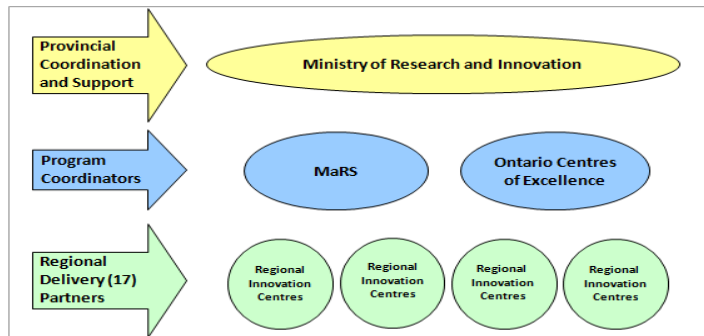 Provincial
Coordination
and Support
Ministry of Research and Innovation
Program
Coordinators
MaRS
Ontario Centres
of Excellence
Regional
Delivery (17)
Partners
Regional
Innovation
Centres
Regional
Innovation
Centres
Regional
Innovation
Centres
Regional
Innovation
Centres